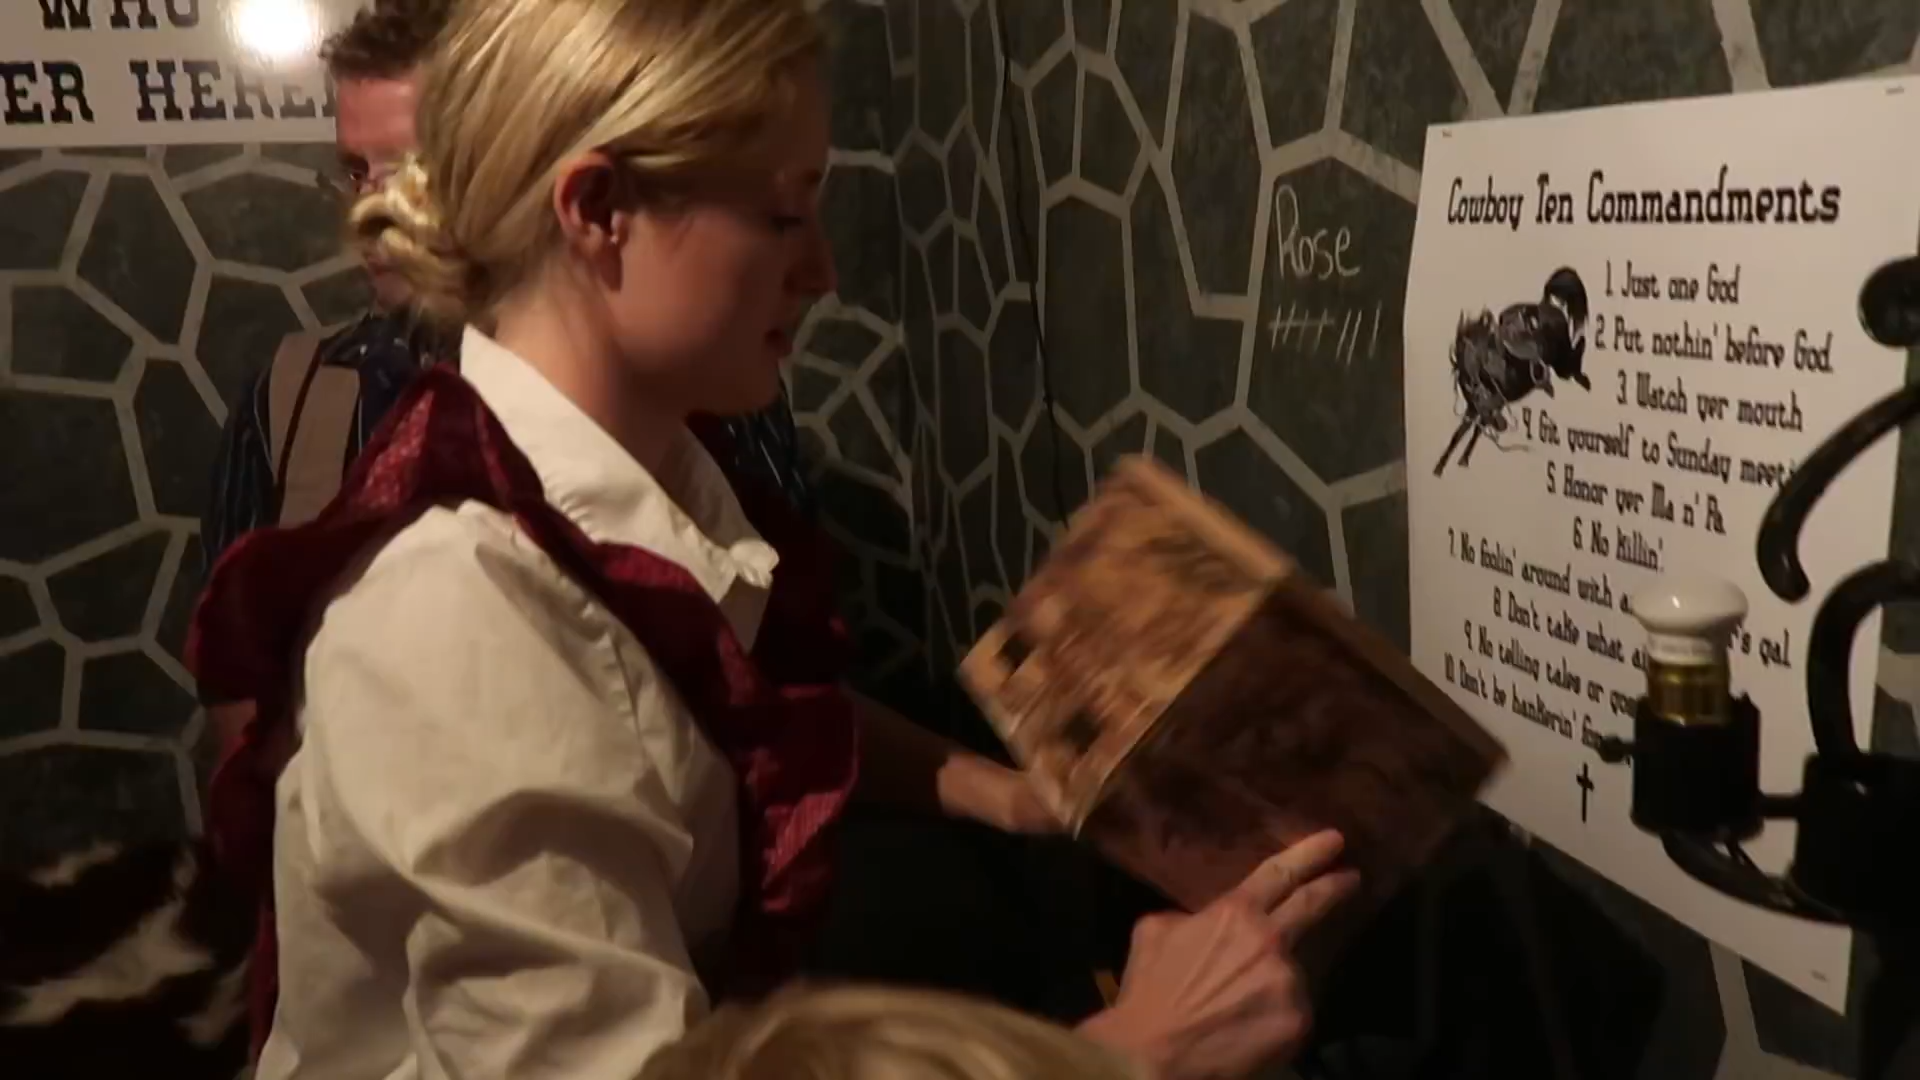 WHO
ER HERE
Rose
Cowboy Ten Commandments
1. Just one God
2. Put nothin' before God.
3. Watch yer mouth
4. Git yourself to Sunday
5. Honor yer Ma n' Pa.
6. No killin'.
7. No foolin' around with gal
8. Don't take what
9. No telling tales or
10. Don't be hankerin'